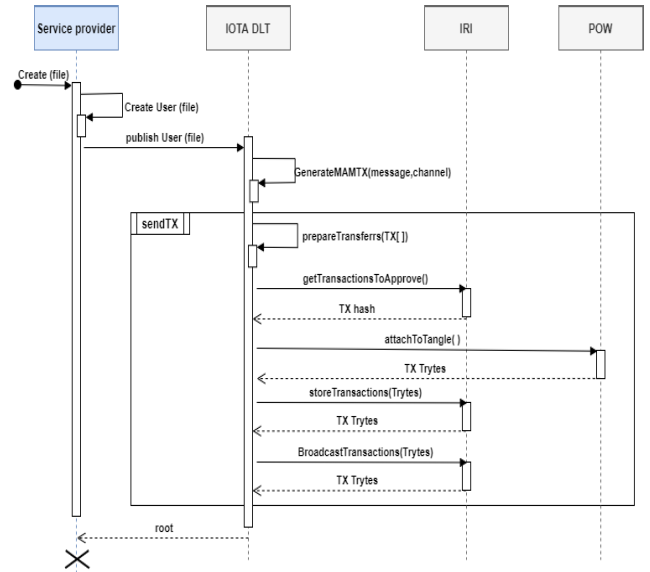 Service provider
IOTA DLT
IRI
POW
Create (file)
Create User (file)
publish User (file)
GenerateMAMTX(message,channel)
sendTX
prepareTransferrs(TX[ ])
getTransactionsToApprove()
TX hash
attachToTangle( )
TX Trytes
storeTransactions(Trytes)
TX Trytes
BroadcastTransactions(Trytes)
TX Trytes
root